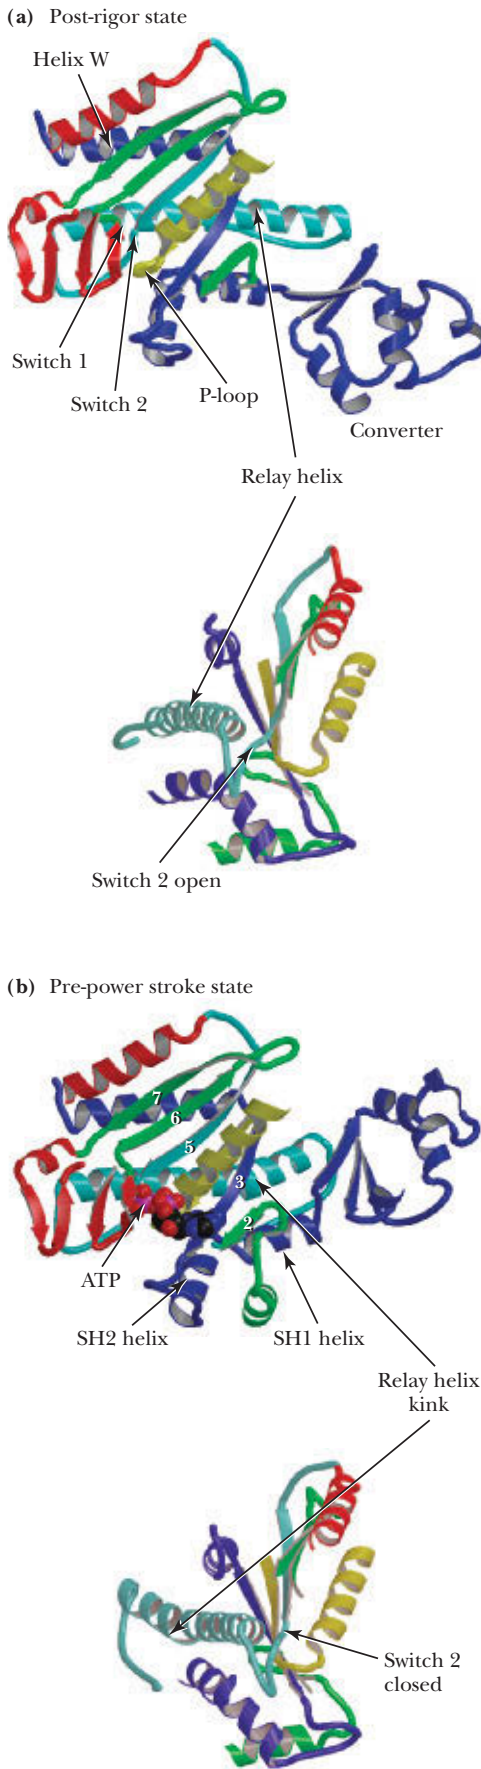 (a) Post-rigor state
Helix W
Switch 1
Switch 2
P-loop
Converter
Relay helix
Switch 2 open
(b) Pre-power stroke state
7
6
5
3
2
ATP
SH2 helix
SH1 helix
Relay helix
kink
Switch 2
closed